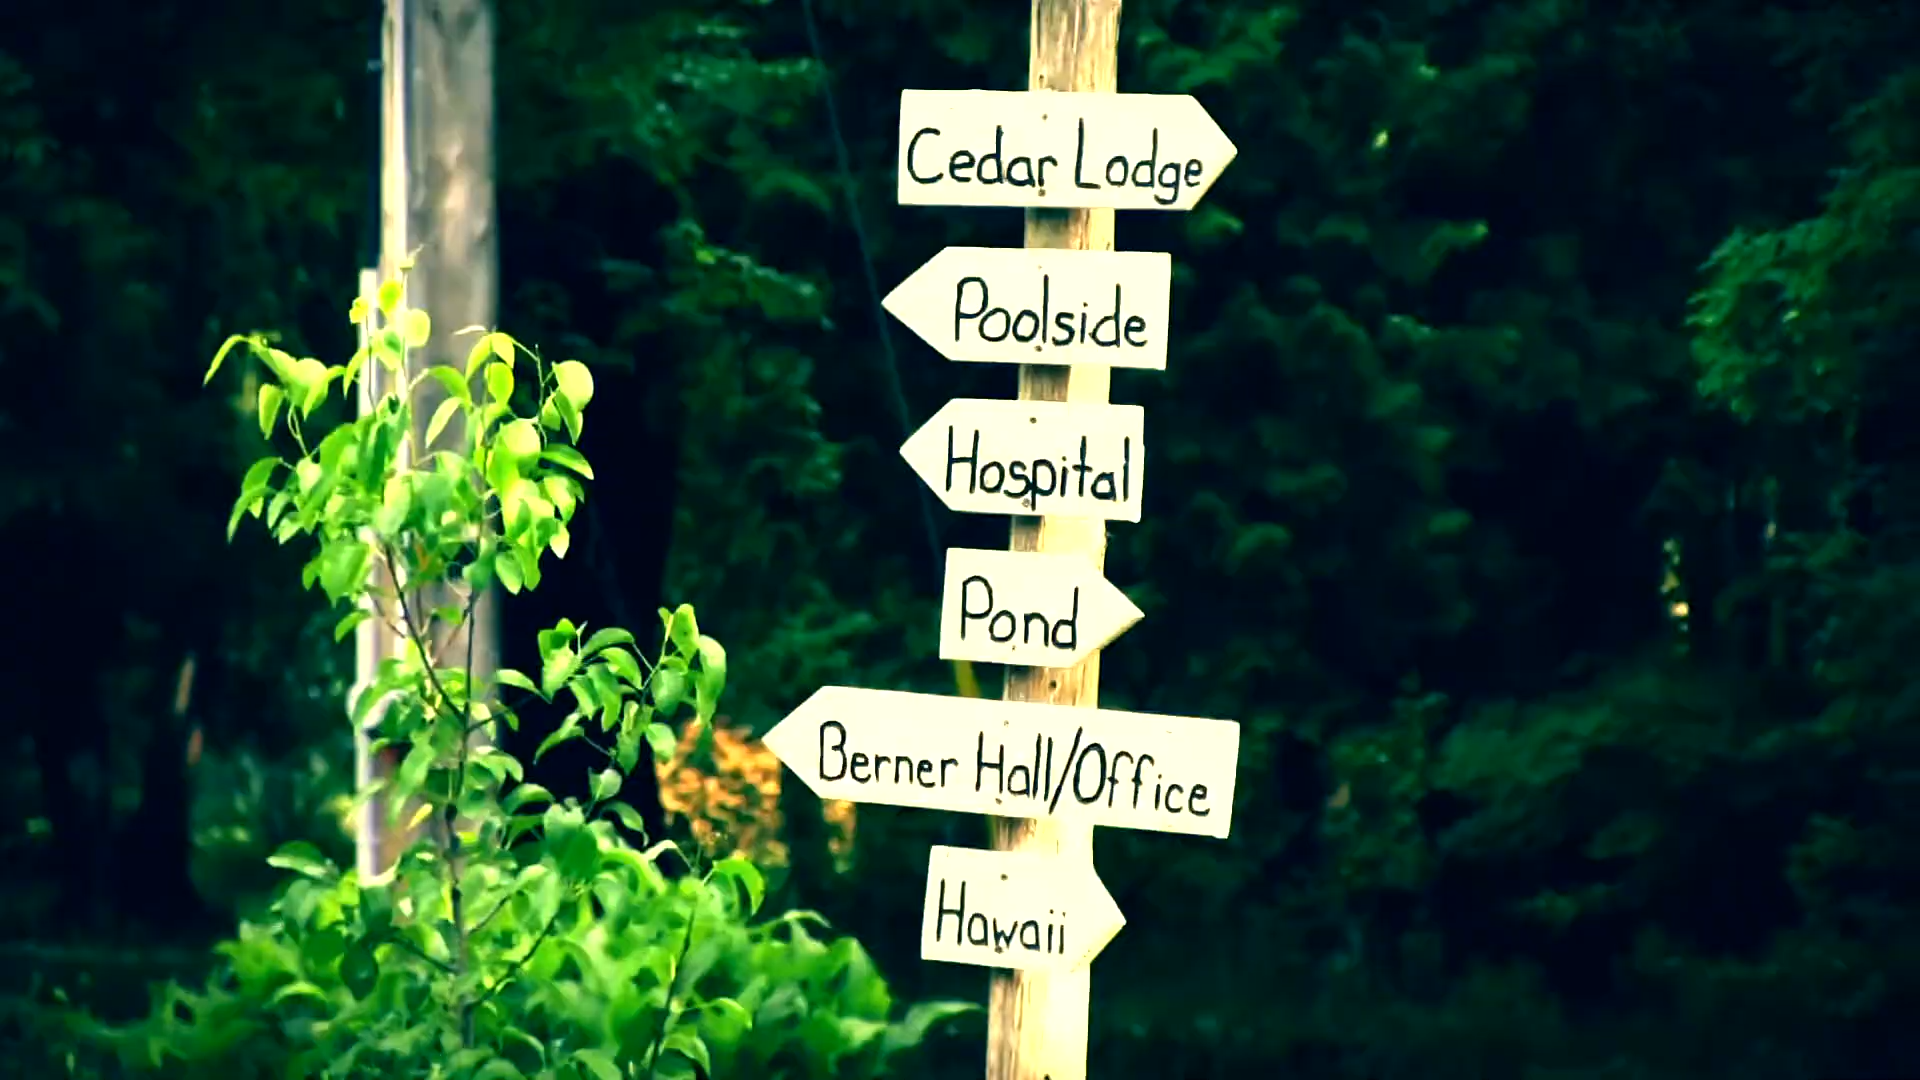 Cedar Lodge
Poolside
Hospital
Pond
Berner Hall/Office
Hawaii